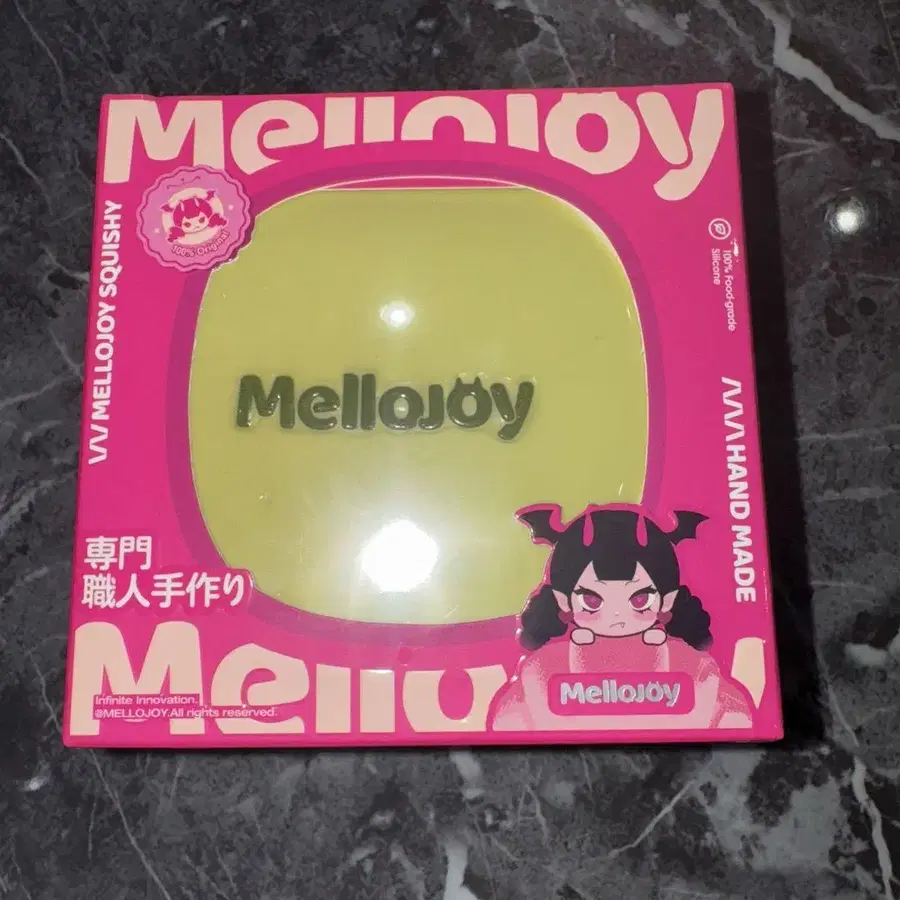 Mellojoy
100% Original
MELLOJOY SQUISHY
100% Food-grade
Silicone
Mellojoy
HAND MADE
専門
職人手作り
Mellojoy
Infinite Innovation.
@MELLOJOY.All rights reserved.
Mellojoy